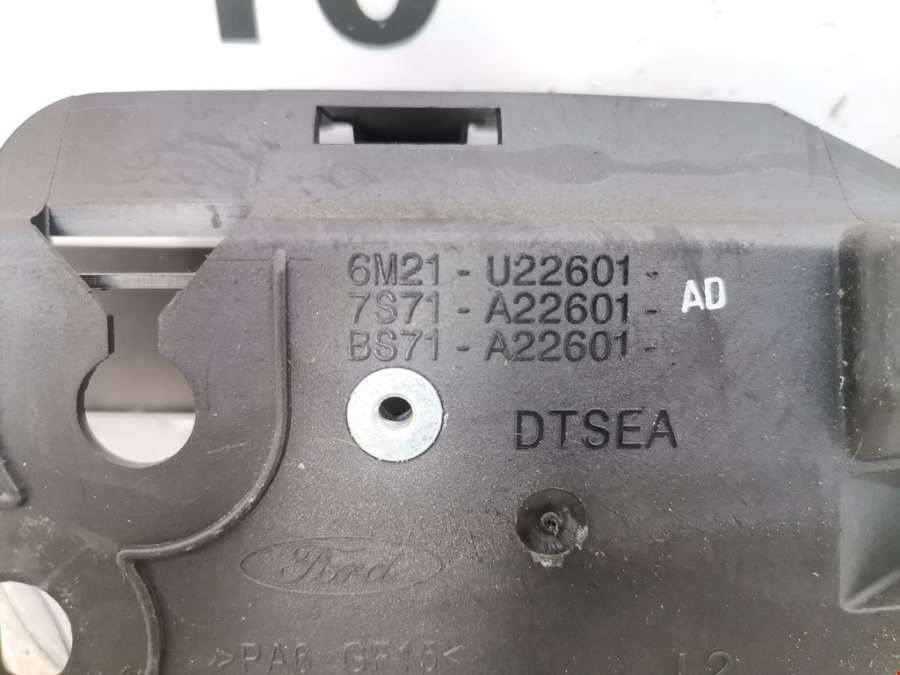 6M21 - U22601 -
7S71 - A22601 - AD
BS71 - A22601 -
DTSEA
Ford
>PA6 GF15<